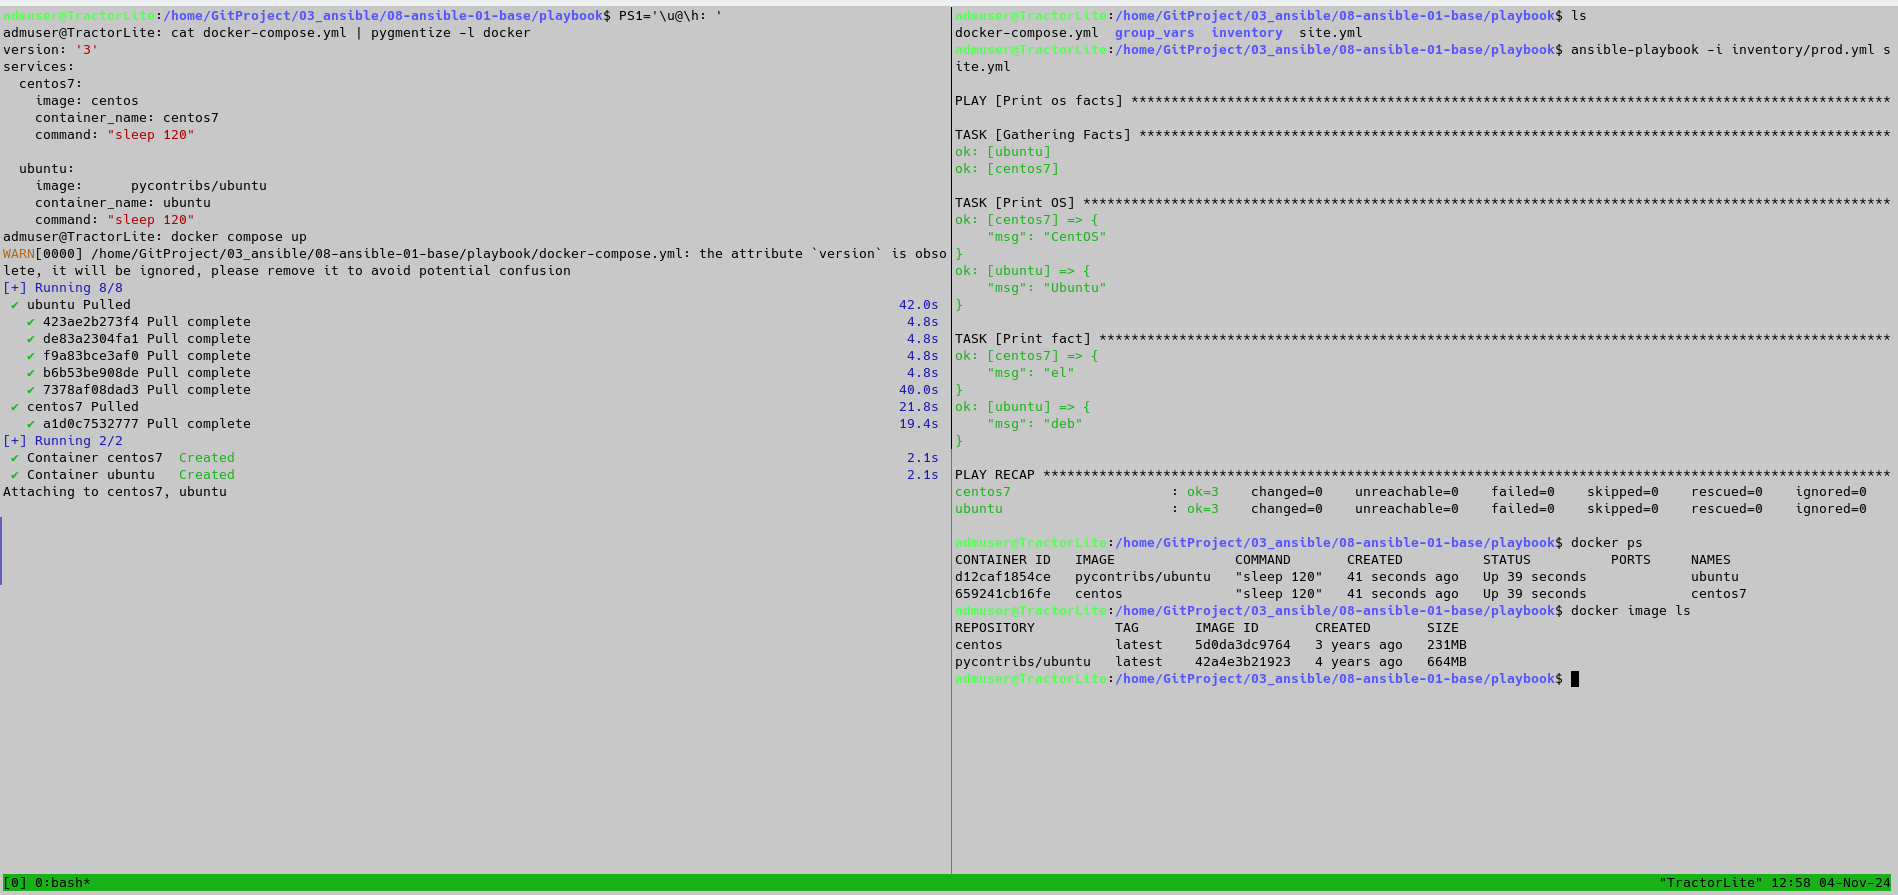 admuser@TractorLite:/home/GitProject/03_ansible/08-ansible-01-base/playbook$ PS1='\u@\h: '
admuser@TractorLite: cat docker-compose.yml | pygmentize -l docker
version: '3'
services:
  centos7:
    image: centos
    container_name: centos7
    command: "sleep 120"

  ubuntu:
    image:      pycontribs/ubuntu
    container_name: ubuntu
    command: "sleep 120"
admuser@TractorLite: docker compose up
WARN[0000] /home/GitProject/03_ansible/08-ansible-01-base/playbook/docker-compose.yml: the attribute `version` is obso
lete, it will be ignored, please remove it to avoid potential confusion
[+] Running 8/8
 ✔ ubuntu Pulled 42.0s
   ✔ 423ae2b273f4 Pull complete 4.8s
   ✔ de83a2304fa1 Pull complete 4.8s
   ✔ f9a83bce3af0 Pull complete 4.8s
   ✔ b6b53be908de Pull complete 4.8s
   ✔ 7378af08dad3 Pull complete 40.0s
 ✔ centos7 Pulled 21.8s
   ✔ a1d0c7532777 Pull complete 19.4s
[+] Running 2/2
 ✔ Container centos7  Created 2.1s
 ✔ Container ubuntu   Created 2.1s
Attaching to centos7, ubuntu
admuser@TractorLite:/home/GitProject/03_ansible/08-ansible-01-base/playbook$ ls
docker-compose.yml  group_vars  inventory  site.yml
admuser@TractorLite:/home/GitProject/03_ansible/08-ansible-01-base/playbook$ ansible-playbook -i inventory/prod.yml s
ite.yml

PLAY [Print os facts] ***********************************************************************************************

TASK [Gathering Facts] **********************************************************************************************
ok: [ubuntu]
ok: [centos7]

TASK [Print OS] *****************************************************************************************************
ok: [centos7] => {
    "msg": "CentOS"
}
ok: [ubuntu] => {
    "msg": "Ubuntu"
}

TASK [Print fact] ***************************************************************************************************
ok: [centos7] => {
    "msg": "el"
}
ok: [ubuntu] => {
    "msg": "deb"
}

PLAY RECAP **********************************************************************************************************
centos7                    : ok=3    changed=0    unreachable=0    failed=0    skipped=0    rescued=0    ignored=0
ubuntu                     : ok=3    changed=0    unreachable=0    failed=0    skipped=0    rescued=0    ignored=0

admuser@TractorLite:/home/GitProject/03_ansible/08-ansible-01-base/playbook$ docker ps
CONTAINER ID   IMAGE               COMMAND       CREATED          STATUS          PORTS     NAMES
d12caf1854ce   pycontribs/ubuntu   "sleep 120"   41 seconds ago   Up 39 seconds             ubuntu
659241cb16fe   centos              "sleep 120"   41 seconds ago   Up 39 seconds             centos7
admuser@TractorLite:/home/GitProject/03_ansible/08-ansible-01-base/playbook$ docker image ls
REPOSITORY          TAG       IMAGE ID       CREATED       SIZE
centos              latest    5d0da3dc9764   3 years ago   231MB
pycontribs/ubuntu   latest    42a4e3b21923   4 years ago   664MB
admuser@TractorLite:/home/GitProject/03_ansible/08-ansible-01-base/playbook$
[0] 0:bash* "TractorLite" 12:58 04-Nov-24